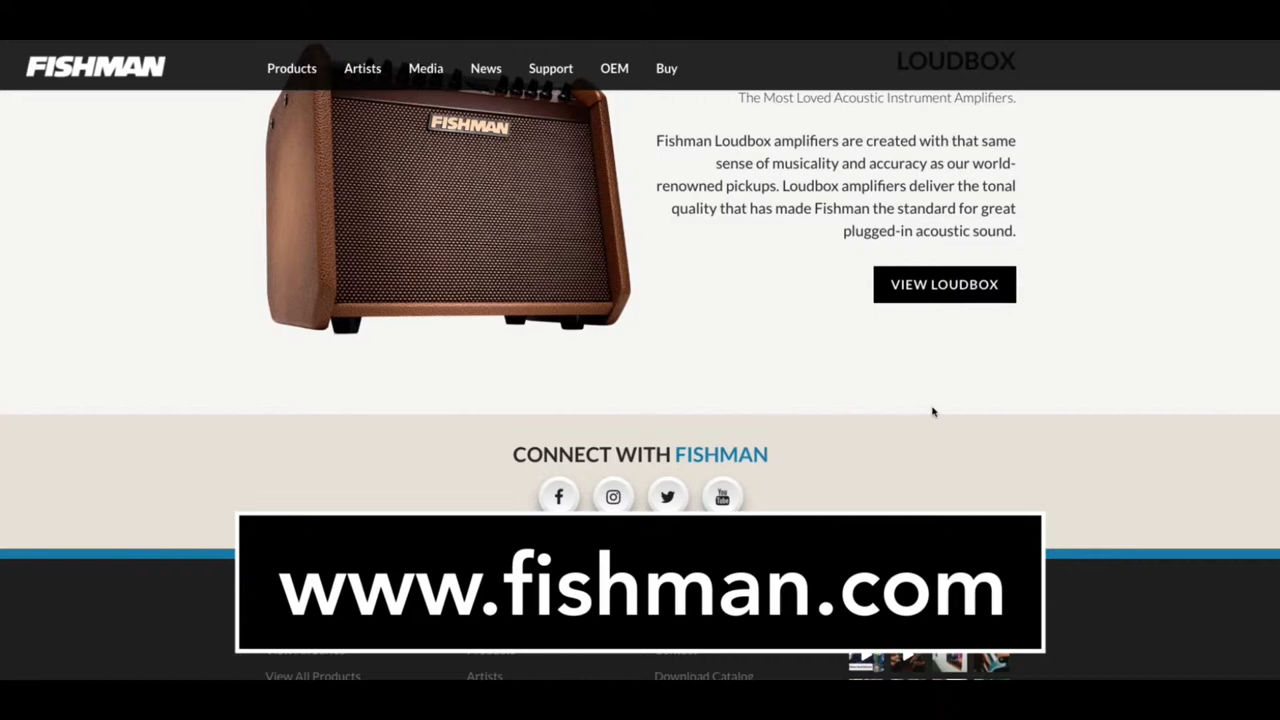 FISHMAN
Products
Artists
Media
News
Support
OEM
Buy
LOUDBOX
The Most Loved Acoustic Instrument Amplifiers.
FISHMAN
Fishman Loudbox amplifiers are created with that same
sense of musicality and accuracy as our world-
renowned pickups. Loudbox amplifiers deliver the tonal
quality that has made Fishman the standard for great
plugged-in acoustic sound.
VIEW LOUDBOX
CONNECT WITH FISHMAN
You
Tube
www.fishman.com
View All Products
Artists
Download Catalog